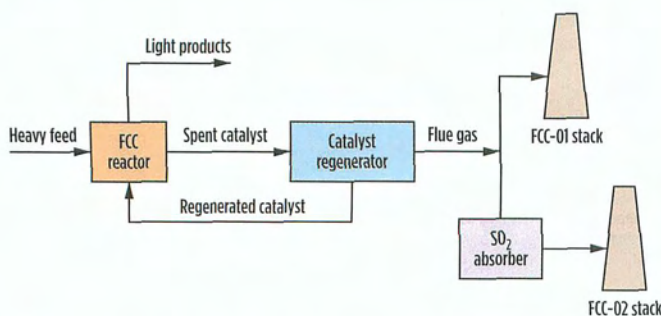 Light products
Heavy feed
FCC
reactor
Spent catalyst
Catalyst
regenerator
Flue gas
Regenerated catalyst
FCC-01 stack
SO₂
absorber
FCC-02 stack